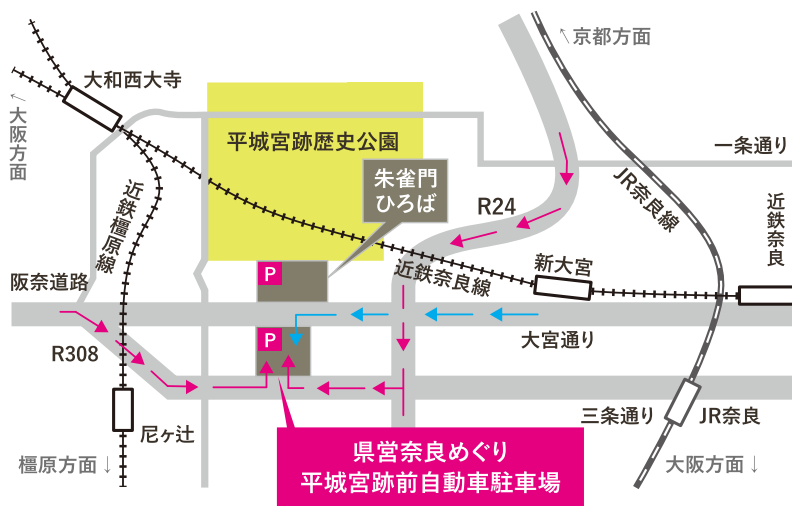 ↖京都方面
大和西大寺
←大阪方面
平城宮跡歴史公園
一条通り
朱雀門
ひろば
JR奈良線
近鉄橿原線
R24
近鉄奈良
近鉄奈良線
新大宮
阪奈道路
P
大宮通り
P
R308
三条通り
JR奈良
尼ヶ辻
橿原方面↓
大阪方面↓
県営奈良めぐり
平城宮跡前自動車駐車場